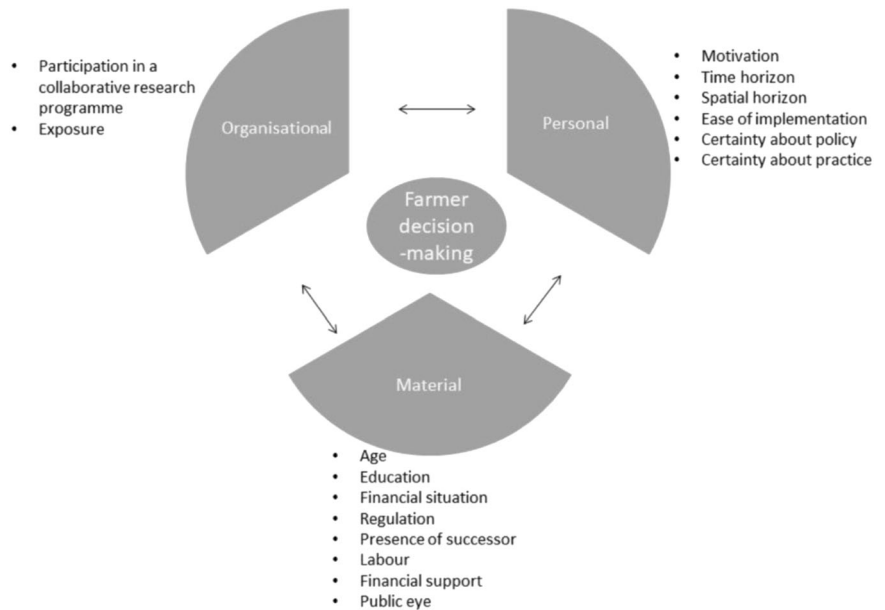 • Participation in a
collaborative research
programme
• Exposure
Organisational
Personal
• Motivation
• Time horizon
• Spatial horizon
• Ease of implementation
• Certainty about policy
• Certainty about practice
Farmer
decision
-making
Material
• Age
• Education
• Financial situation
• Regulation
• Presence of successor
• Labour
• Financial support
• Public eye